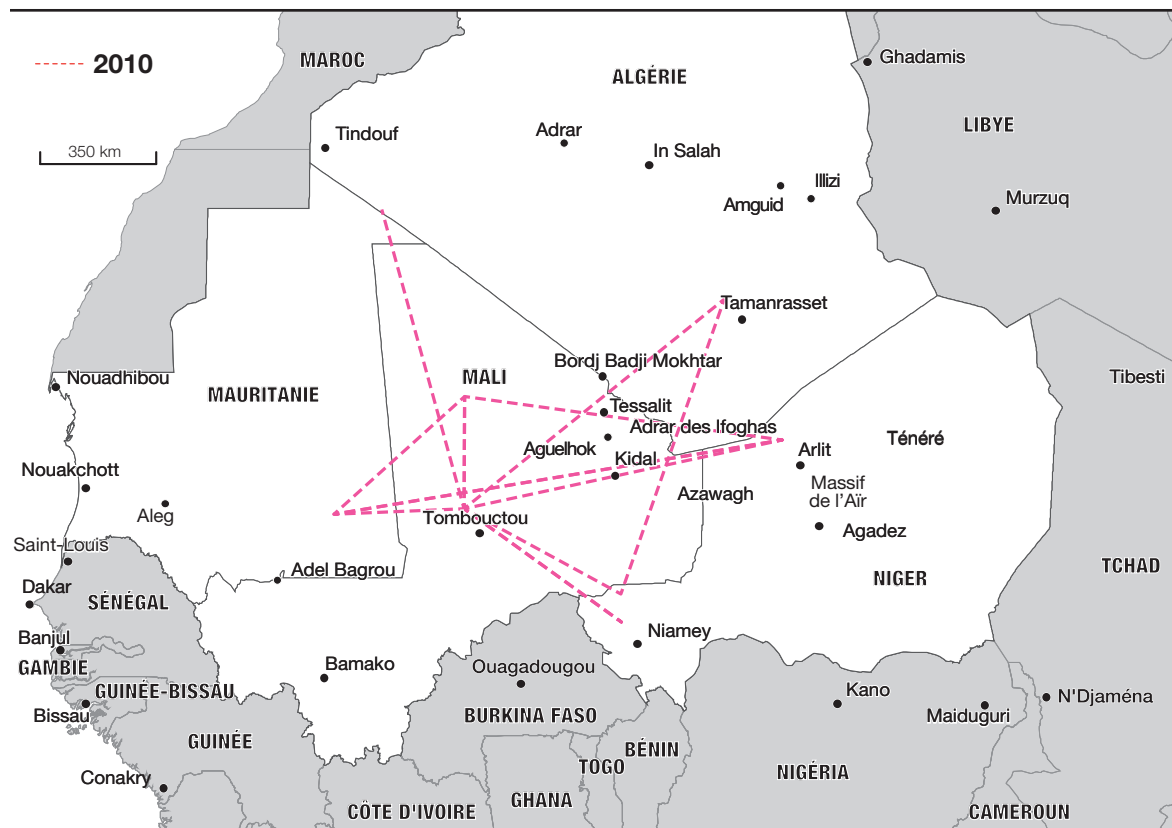 2010
350 km
MAROC
ALGÉRIE
Ghadamis
LIBYE
Tindouf
Adrar
In Salah
Illizi
Amguid
Murzuq
Tamanrasset
Bordj Badji Mokhtar
Nouadhibou
MAURITANIE
MALI
Tibesti
Tessalit
Adrar des Ifoghas
Aguelhok
Ténéré
Arlit
Kidal
Nouakchott
Massif
de l'Aïr
Azawagh
Aleg
Tombouctou
Agadez
Saint-Louis
Adel Bagrou
NIGER
TCHAD
Dakar
SÉNÉGAL
Banjul
Niamey
GAMBIE
Bamako
Ouagadougou
GUINÉE-BISSAU
Kano
N'Djaména
Bissau
BURKINA FASO
Maiduguri
GUINÉE
BÉNIN
TOGO
NIGÉRIA
Conakry
GHANA
CÔTE D'IVOIRE
CAMEROUN